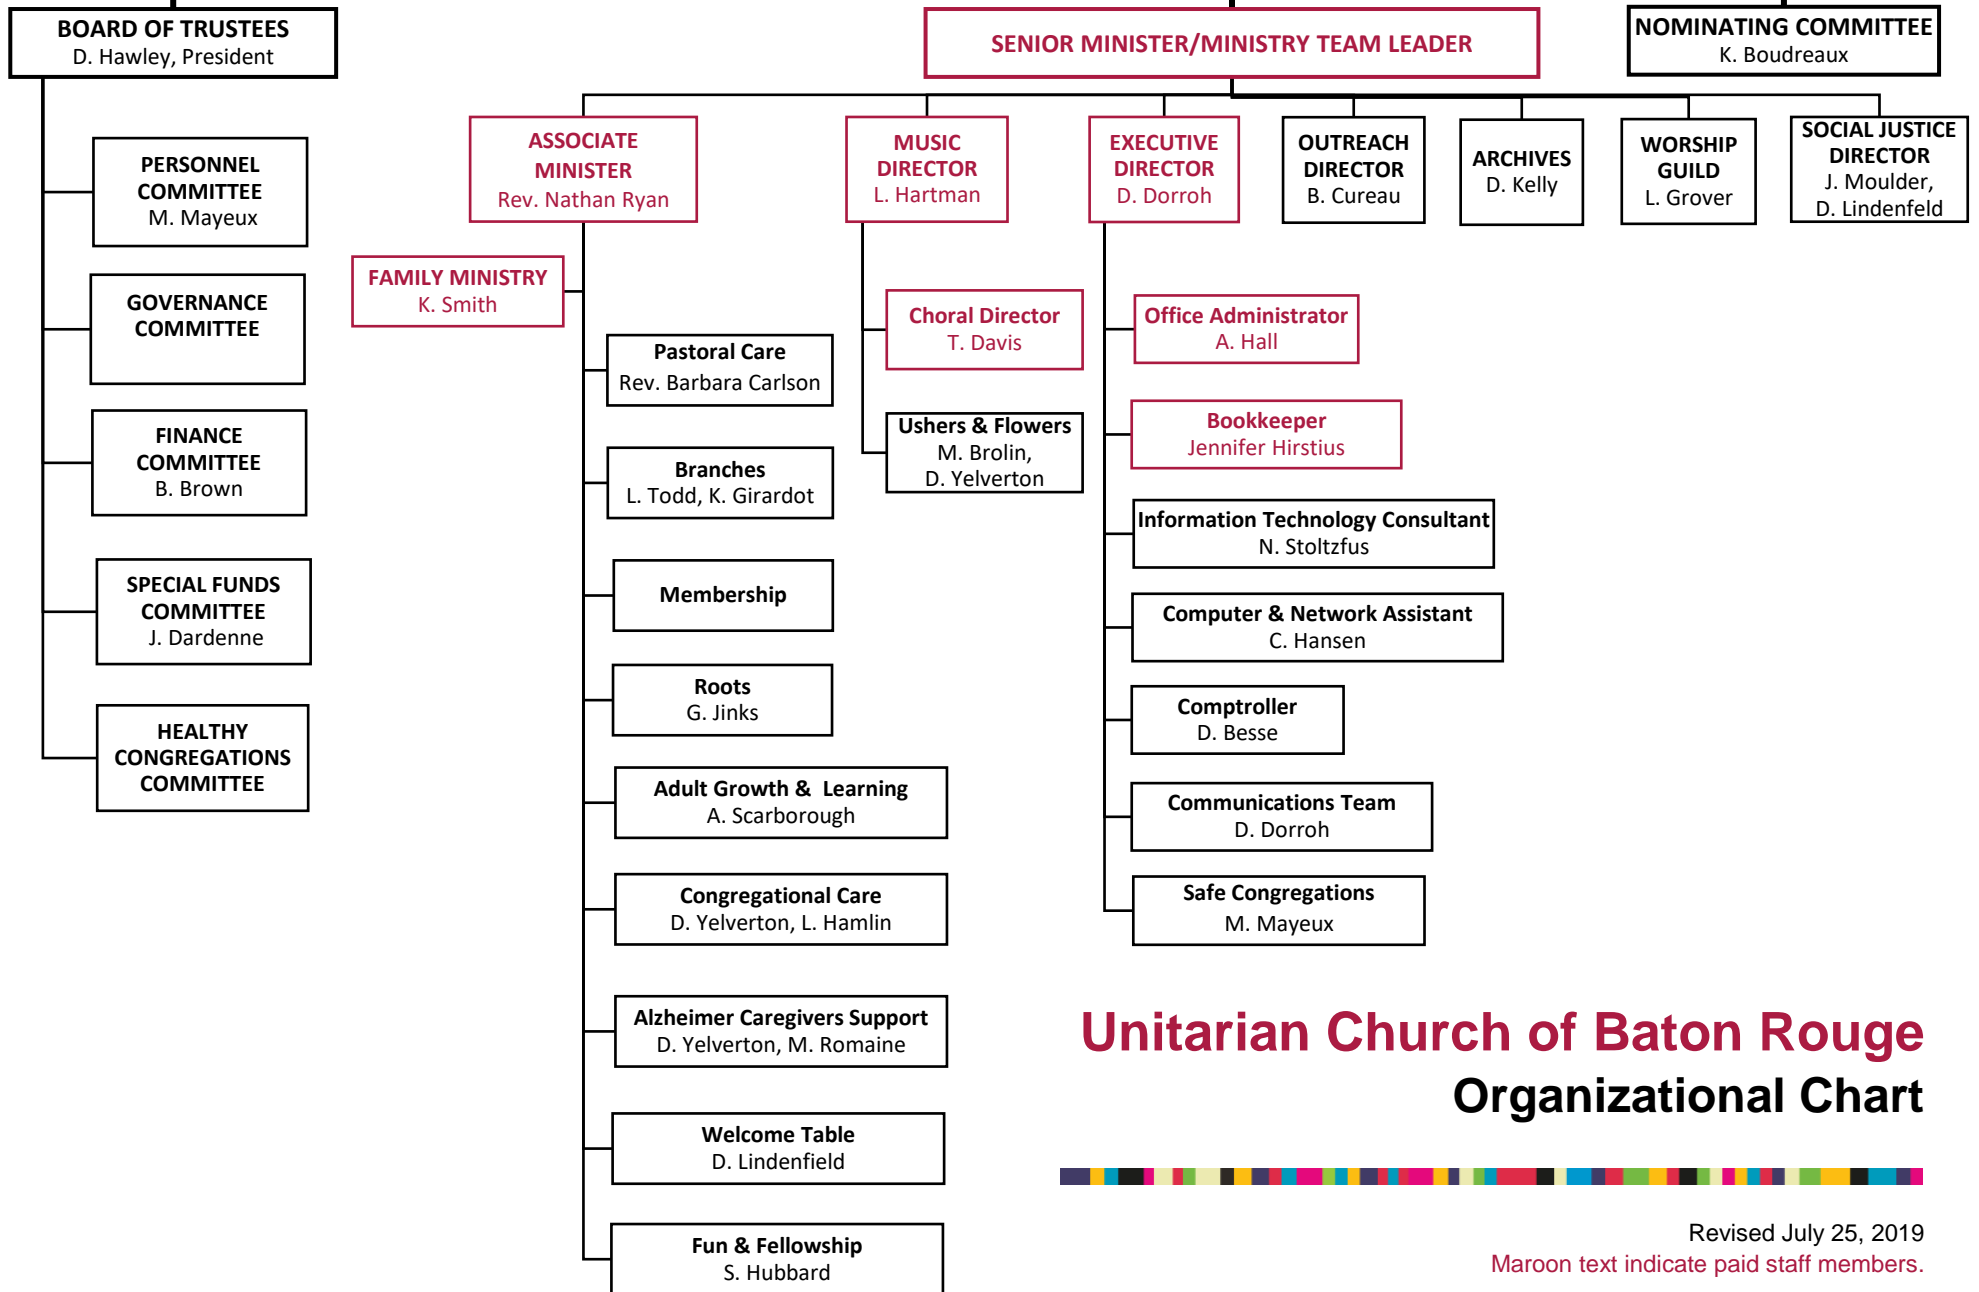 BOARD OF TRUSTEES
D. Hawley, President
SENIOR MINISTER/MINISTRY TEAM LEADER
NOMINATING COMMITTEE
K. Boudreaux
PERSONNEL
COMMITTEE
M. Mayeux
GOVERNANCE
COMMITTEE
FINANCE
COMMITTEE
B. Brown
SPECIAL FUNDS
COMMITTEE
J. Dardenne
HEALTHY
CONGREGATIONS
COMMITTEE
ASSOCIATE
MINISTER
Rev. Nathan Ryan
FAMILY MINISTRY
K. Smith
Pastoral Care
Rev. Barbara Carlson
Branches
L. Todd, K. Girardot
Membership
Roots
G. Jinks
Adult Growth & Learning
A. Scarborough
Congregational Care
D. Yelverton, L. Hamlin
Alzheimer Caregivers Support
D. Yelverton, M. Romaine
Welcome Table
D. Lindenfield
Fun & Fellowship
S. Hubbard
MUSIC
DIRECTOR
L. Hartman
Choral Director
T. Davis
Ushers & Flowers
M. Brolin,
D. Yelverton
EXECUTIVE
DIRECTOR
D. Dorroh
Office Administrator
A. Hall
Bookkeeper
Jennifer Hirstius
Information Technology Consultant
N. Stoltzfus
Computer & Network Assistant
C. Hansen
Comptroller
D. Besse
Communications Team
D. Dorroh
Safe Congregations
M. Mayeux
OUTREACH
DIRECTOR
B. Cureau
ARCHIVES
D. Kelly
WORSHIP
GUILD
L. Grover
SOCIAL JUSTICE
DIRECTOR
J. Moulder,
D. Lindenfeld
Unitarian Church of Baton Rouge
Organizational Chart
Revised July 25, 2019
Maroon text indicate paid staff members.